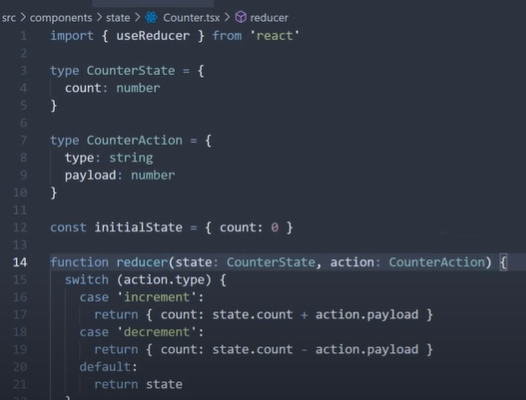 src > components > state > Counter.tsx > reducer
1 import { useReducer } from 'react'
2
3 type CounterState = {
4   count: number
5 }
6
7 type CounterAction = {
8   type: string
9   payload: number
10 }
11
12 const initialState = { count: 0 }
13
14 function reducer(state: CounterState, action: CounterAction) {
15   switch (action.type) {
16     case 'increment':
17       return { count: state.count + action.payload }
18     case 'decrement':
19       return { count: state.count - action.payload }
20     default:
21       return state